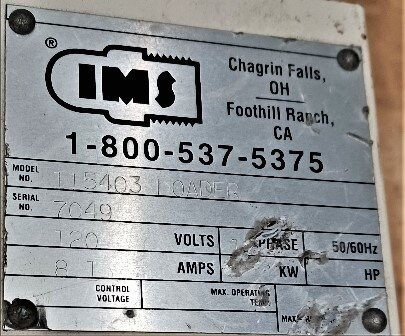 IMS ®
Chagrin Falls,
OH
Foothill Ranch,
CA
1-800-537-5375
MODEL NO. 115403 LOADER
SERIAL NO. 7049
120 VOLTS PHASE 50/60Hz
8.1 AMPS KW HP
CONTROL VOLTAGE MAX. OPERATING
MAX.